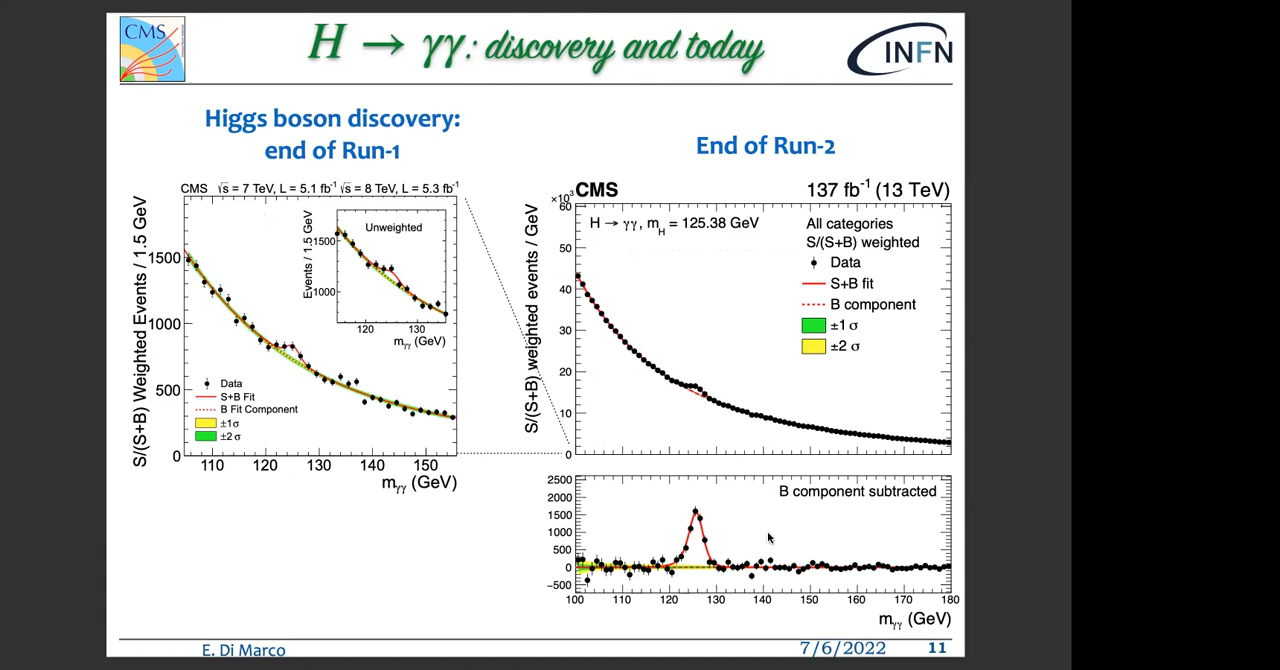 CMS
H → γγ: discovery and today
INFN
Higgs boson discovery:
end of Run-1
CMS √s = 7 TeV, L = 5.1 fb⁻¹ √s = 8 TeV, L = 5.3 fb⁻¹
S/(S+B) Weighted Events / 1.5 GeV
1500
1000
500
0
110 120 130 140 150
mγγ (GeV)
Unweighted
Events / 1.5 GeV
1500
1000
120 130
mγγ (GeV)
Data
S+B Fit
B Fit Component
±1σ
±2 σ
End of Run-2
×10³ CMS 137 fb⁻¹ (13 TeV)
S/(S+B) weighted events / GeV
60
50
40
30
20
10
0
H → γγ, mH = 125.38 GeV
All categories
S/(S+B) weighted
Data
S+B fit
B component
±1 σ
±2 σ
B component subtracted
2500
2000
1500
1000
500
0
−500
100 110 120 130 140 150 160 170 180
mγγ (GeV)
E. Di Marco 7/6/2022 11